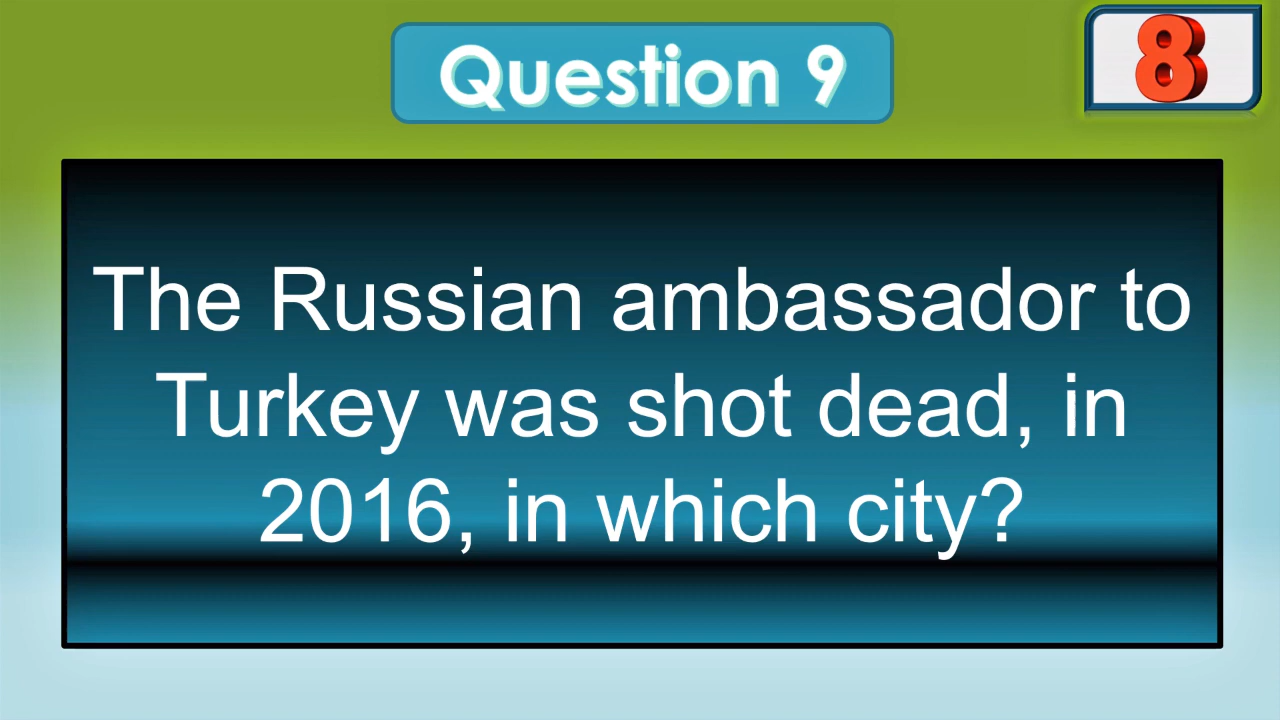 Question 9
8
The Russian ambassador to
Turkey was shot dead, in
2016, in which city?